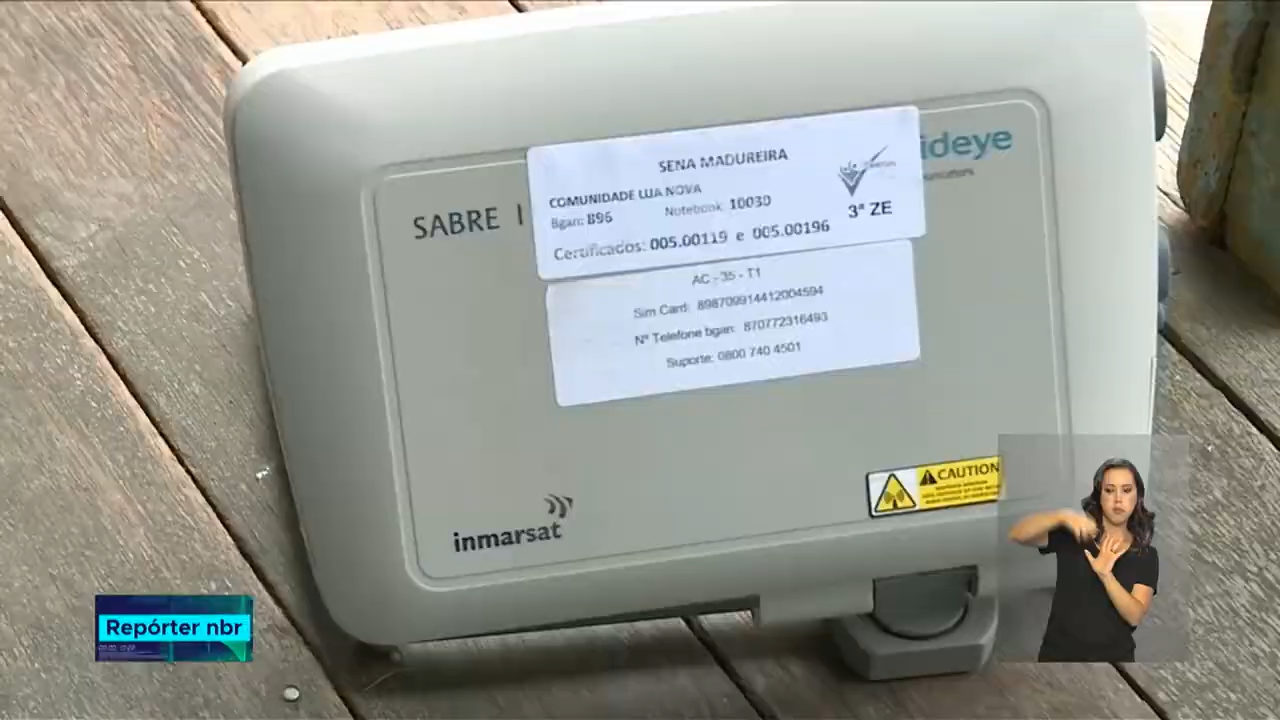 SENA MADUREIRA
COMUNIDADE LUA NOVA
Bgan: 896
Notebook: 10030
3ª ZE
Certificados: 005.00119 e 005.00196
AC - 35 - T1
Sim Card: 898709914412004594
Nº Telefone bgan: 870772316493
Suporte: 0800 740 4501
SABRE I
ideye
inmarsat
CAUTION
Repórter nbr